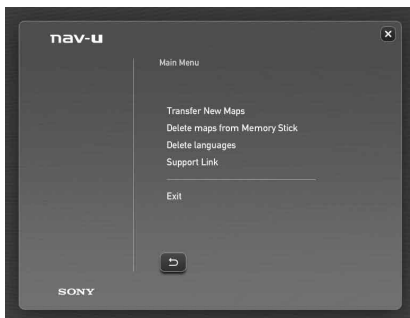 nav-u
Main Menu
Transfer New Maps
Delete maps from Memory Stick
Delete languages
Support Link
Exit
SONY